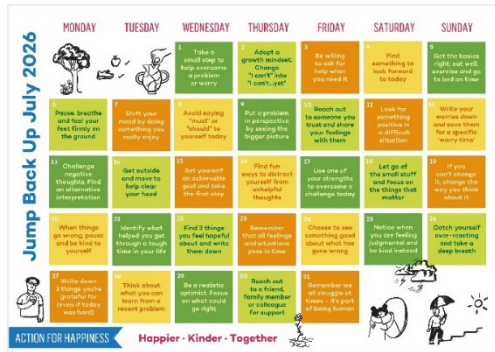 Jump Back Up July 2026
MONDAY TUESDAY WEDNESDAY THURSDAY FRIDAY SATURDAY SUNDAY
1
Take a
small step to
help overcome
a problem
or worry
2
Adopt a
growth mindset.
Change
"I can't" into
"I can't...yet"
3
Be willing
to ask for
help when
you need it
4
Find
something to
look forward
to today
5
Get the basics
right: eat well,
exercise and go
to bed on time
6
Pause, breathe
and feel your
feet firmly on
the ground
7
Shift your
mood by doing
something you
really enjoy
8
Avoid saying
"must" or
"should" to
yourself today
9
Put a problem
in perspective
by seeing the
bigger picture
10
Reach out
to someone you
trust and share
your feelings
with them
11
Look for
something
positive in
a difficult
situation
12
Write your
worries down
and save them
for a specific
'worry time'
13
Challenge
negative
thoughts. Find
an alternative
interpretation
14
Get outside
and move to
help clear
your head
15
Set yourself
an achievable
goal and take
the first step
16
Find fun
ways to distract
yourself from
unhelpful
thoughts
17
Use one of
your strengths
to overcome a
challenge today
18
Let go of
the small stuff
and focus on
the things that
matter
19
If you
can't change
it, change the
way you think
about it
20
When things
go wrong, pause
and be kind to
yourself
21
Identify what
helped you get
through a tough
time in your life
22
Find 3 things
you feel hopeful
about and write
them down
23
Remember
that all feelings
and situations
pass in time
24
Choose to see
something good
about what has
gone wrong
25
Notice when
you are feeling
judgmental and
be kind instead
26
Catch yourself
over-reacting
and take a
deep breath
27
Write down
3 things you're
grateful for
(even if today
was hard)
28
Think about
what you can
learn from a
recent problem
29
Be a realistic
optimist. Focus
on what could
go right
30
Reach out
to a friend,
family member
or colleague
for support
31
Remember we
all struggle at
times - it's part
of being human
ACTION FOR HAPPINESS
Happier · Kinder · Together